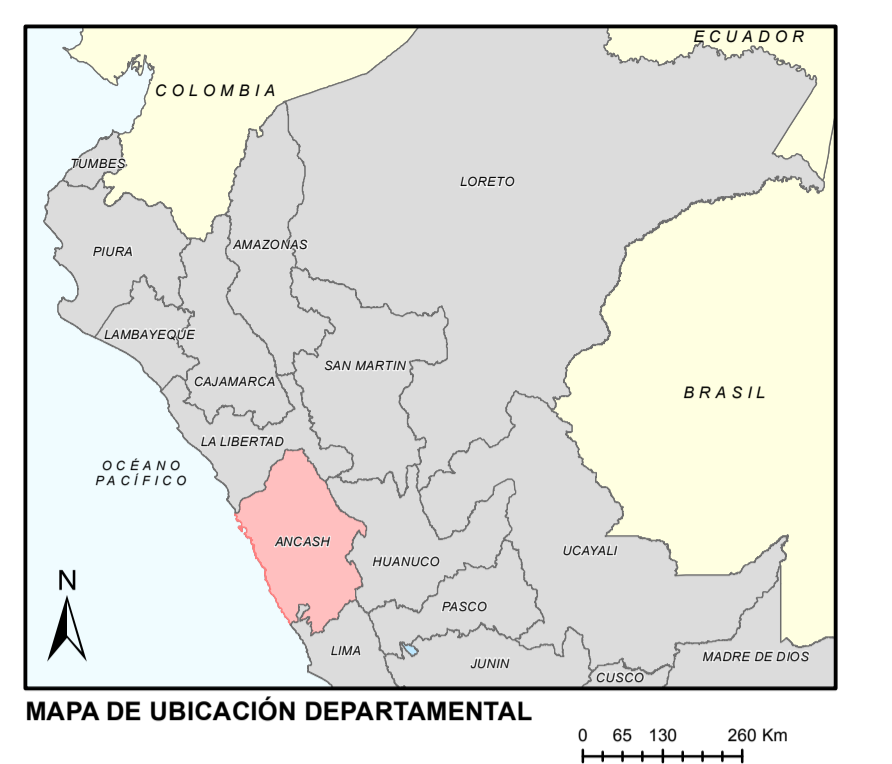 ECUADOR
COLOMBIA
TUMBES
LORETO
PIURA
AMAZONAS
LAMBAYEQUE
SAN MARTIN
CAJAMARCA
BRASIL
LA LIBERTAD
OCÉANO
PACÍFICO
ANCASH
HUANUCO
UCAYALI
N
PASCO
LIMA
JUNIN
MADRE DE DIOS
CUSCO
MAPA DE UBICACIÓN DEPARTAMENTAL
0 65 130 260 Km